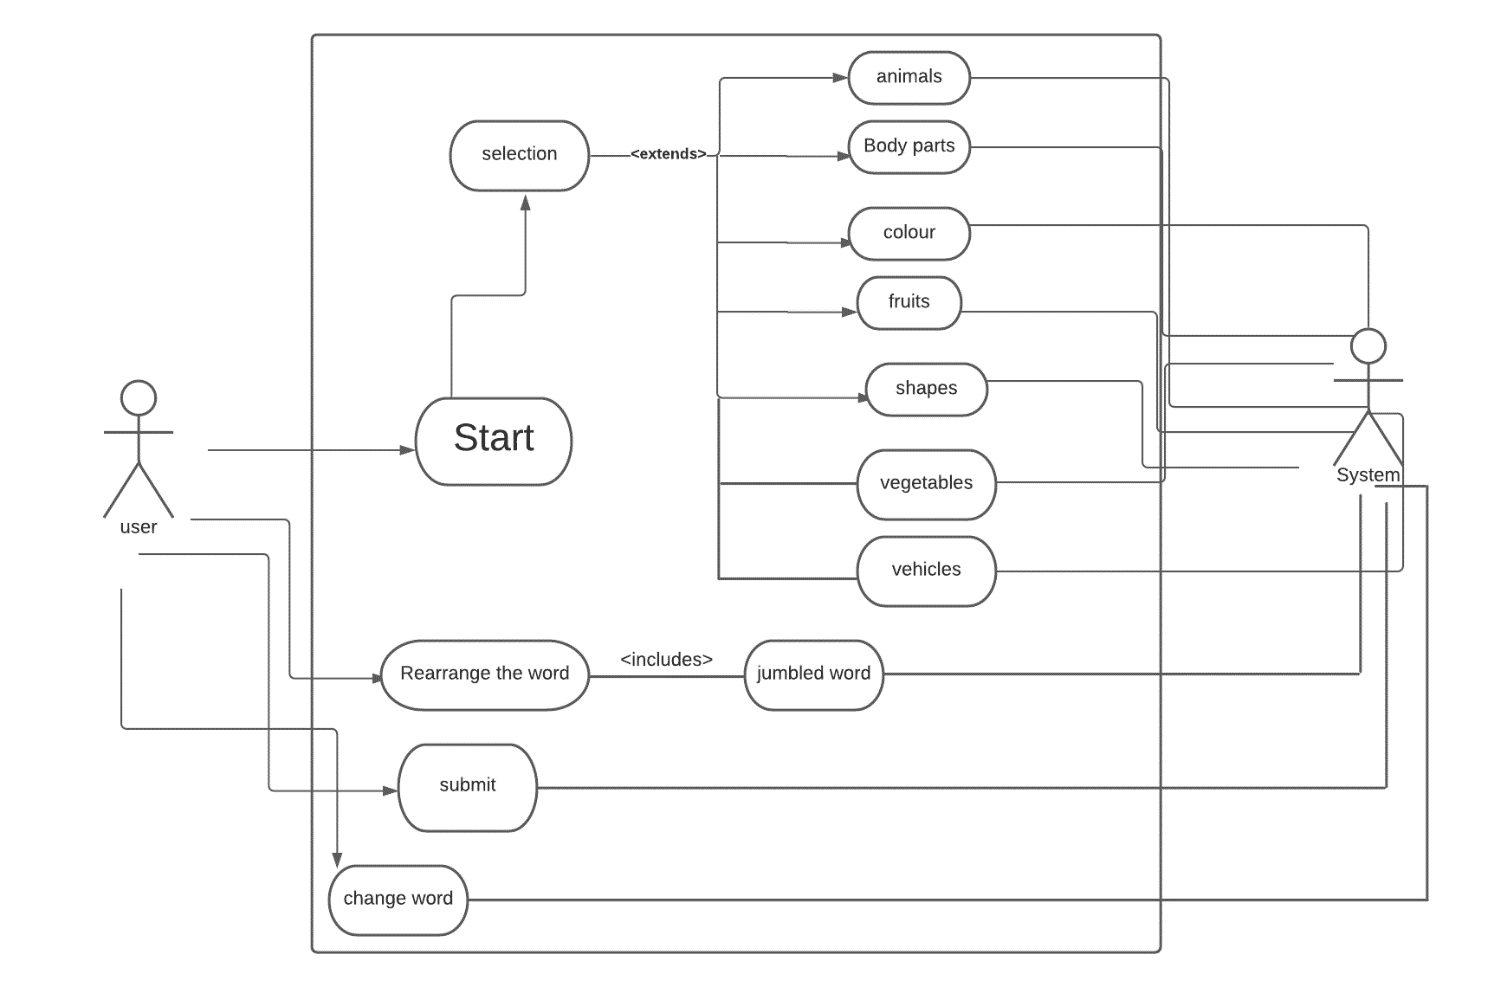 animals
selection
<extends>
Body parts
colour
fruits
shapes
Start
vegetables
System
user
vehicles
Rearrange the word
<includes>
jumbled word
submit
change word